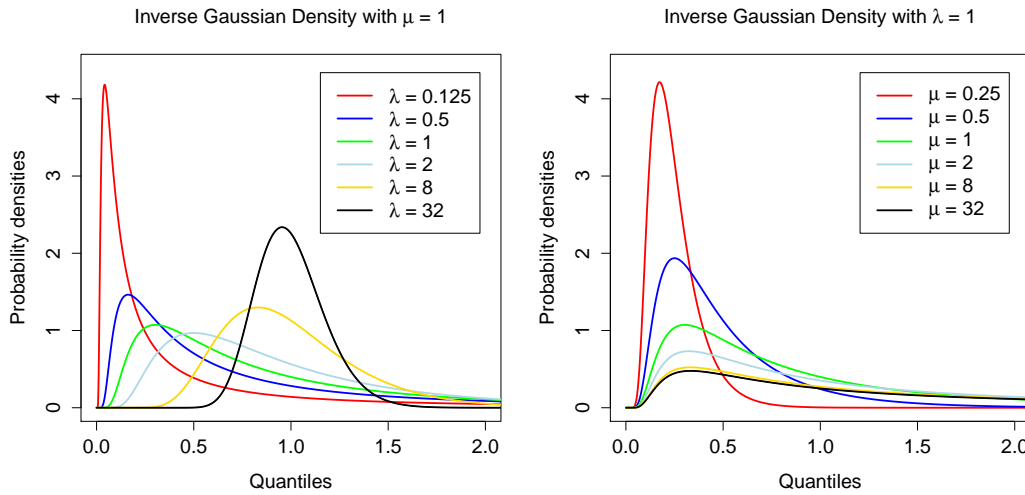 Inverse Gaussian Density with μ = 1
Probability densities
4
3
2
1
0
λ = 0.125
λ = 0.5
λ = 1
λ = 2
λ = 8
λ = 32
0.0 0.5 1.0 1.5 2.0
Quantiles
Inverse Gaussian Density with λ = 1
Probability densities
4
3
2
1
0
μ = 0.25
μ = 0.5
μ = 1
μ = 2
μ = 8
μ = 32
0.0 0.5 1.0 1.5 2.0
Quantiles